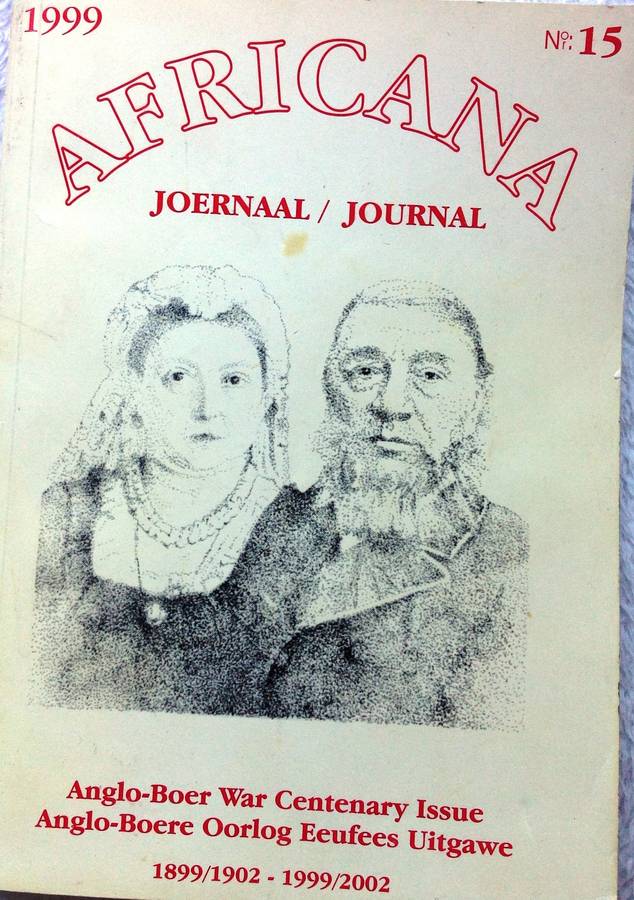 1999
No:
r: 15
AFRICANA
JOERNAAL / JOURNAL
Anglo-Boer War Centenary Issue
Anglo-Boere Oorlog Eeufees Uitgawe
1899/1902 - 1999/2002